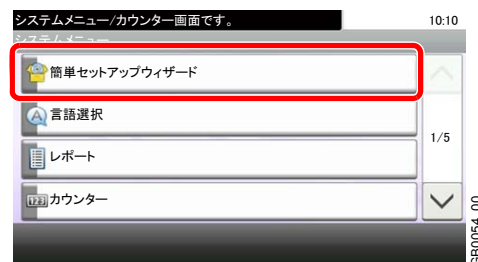 システムメニュー/カウンター画面です。
10:10
システムメニュー
簡単セットアップウィザード
言語選択
1/5
レポート
123 カウンター
GB0054_00